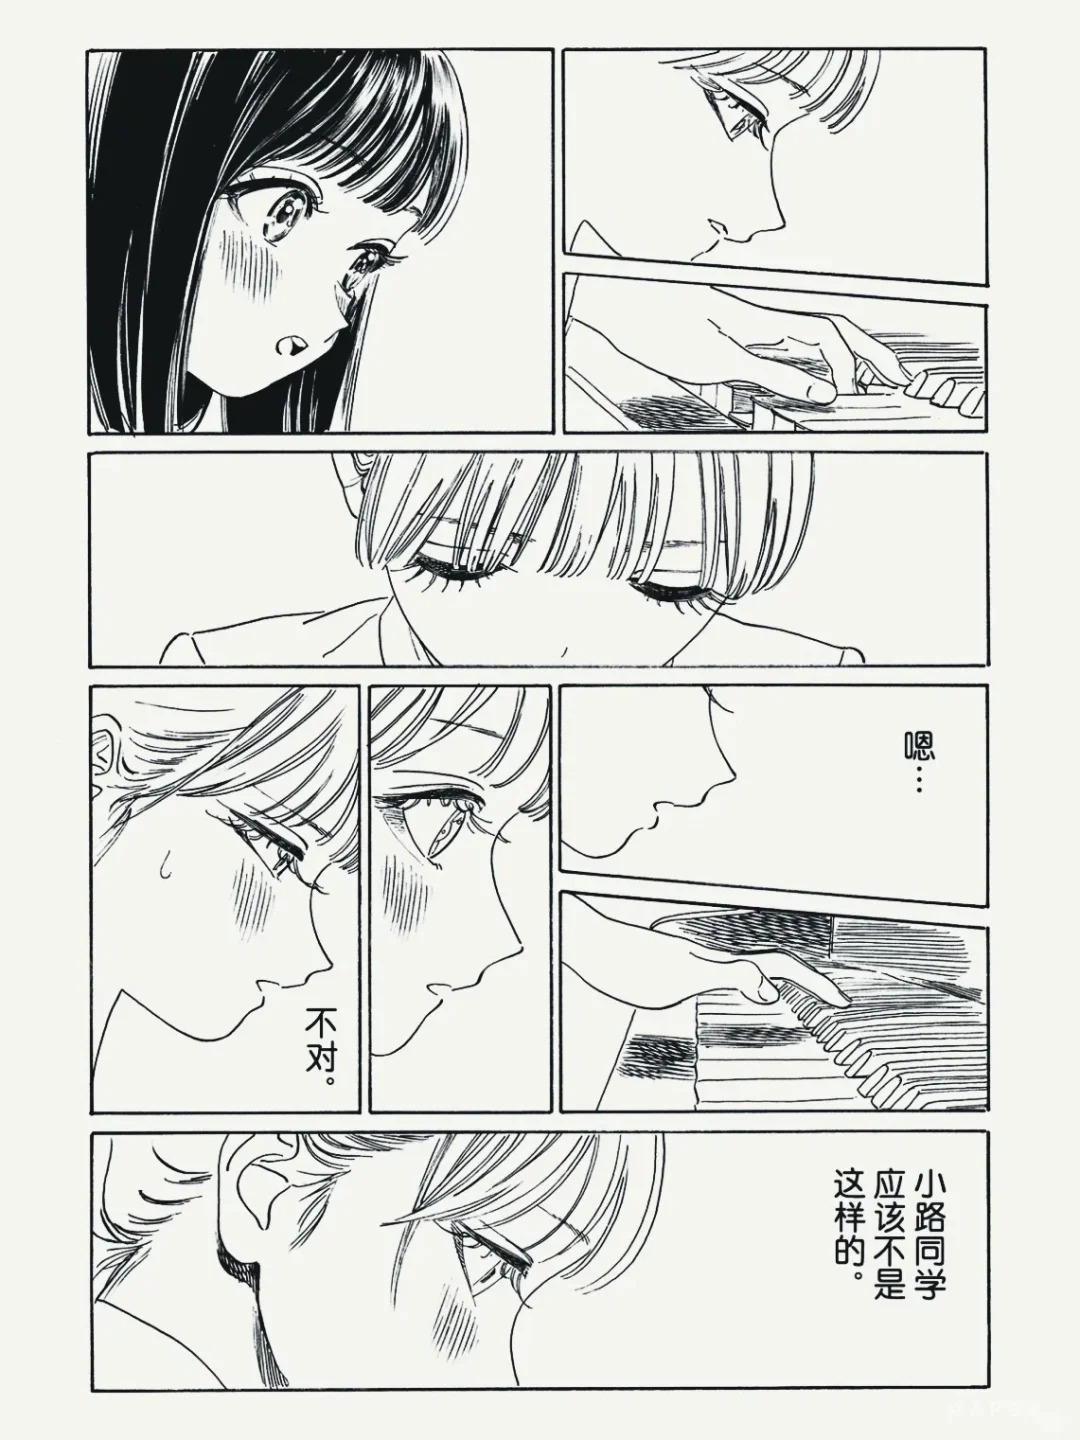 嗯…
不对。
小路同学
应该不是
这样的。